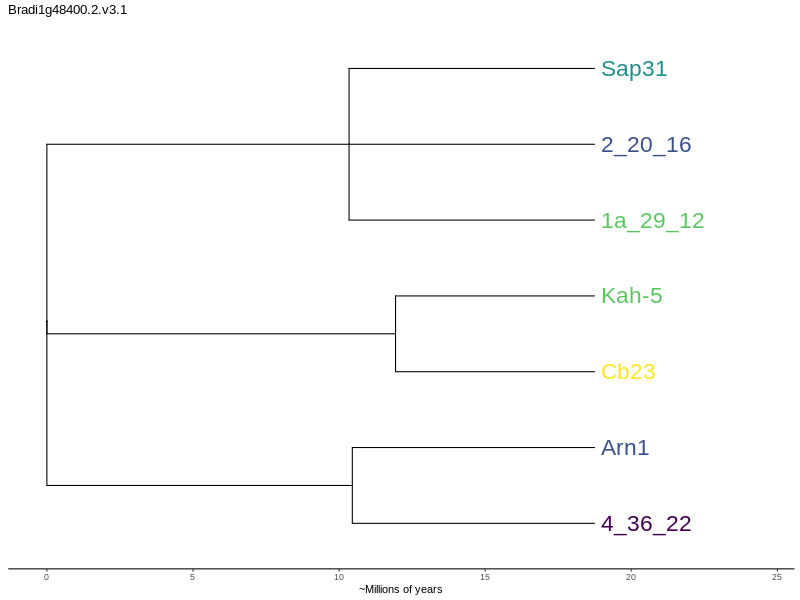 Bradi1g48400.2.v3.1
Sap31
2_20_16
1a_29_12
Kah-5
Cb23
Arn1
4_36_22
0 5 10 15 20 25
~Millions of years